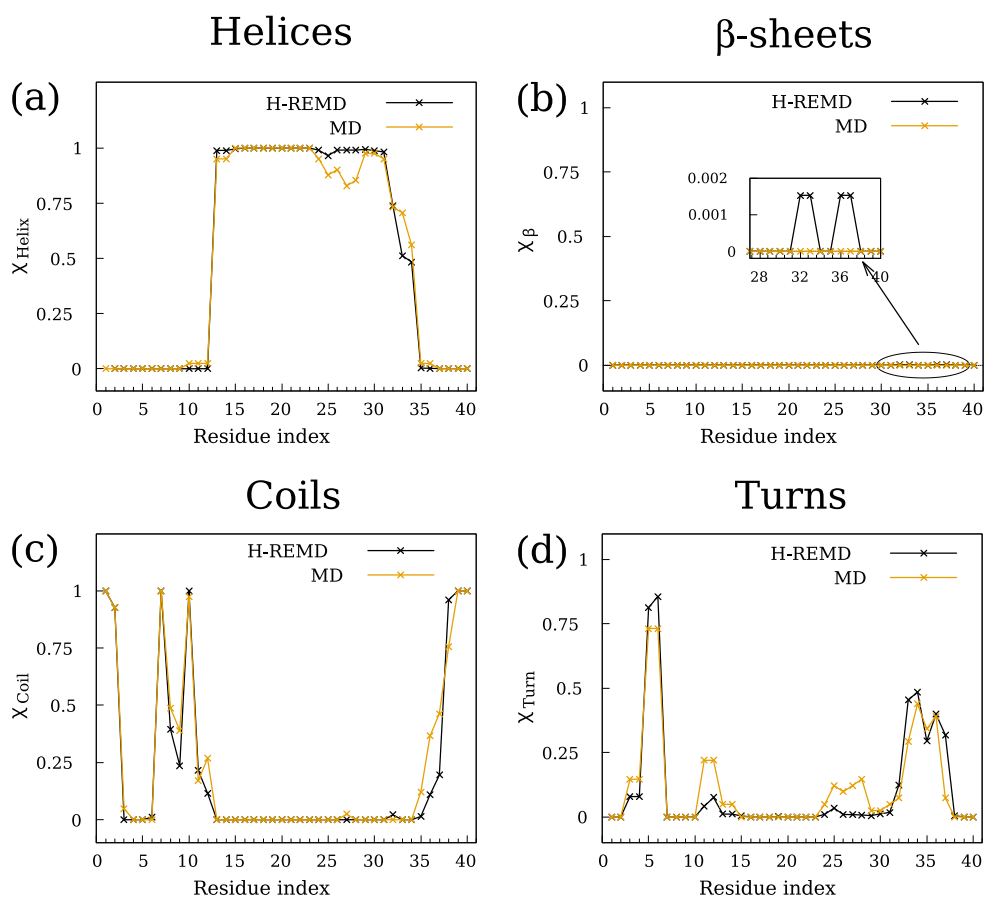 Helices
(a)
H-REMD
MD
1
0.75
0.5
0.25
0
χHelix
0 5 10 15 20 25 30 35 40
Residue index
β-sheets
(b)
H-REMD
MD
1
0.75
0.5
0.25
0
χβ
0.002
0.001
0
28 32 36 40
0 5 10 15 20 25 30 35 40
Residue index
Coils
(c)
H-REMD
MD
1
0.75
0.5
0.25
0
χCoil
0 5 10 15 20 25 30 35 40
Residue index
Turns
(d)
H-REMD
MD
1
0.75
0.5
0.25
0
χTurn
0 5 10 15 20 25 30 35 40
Residue index